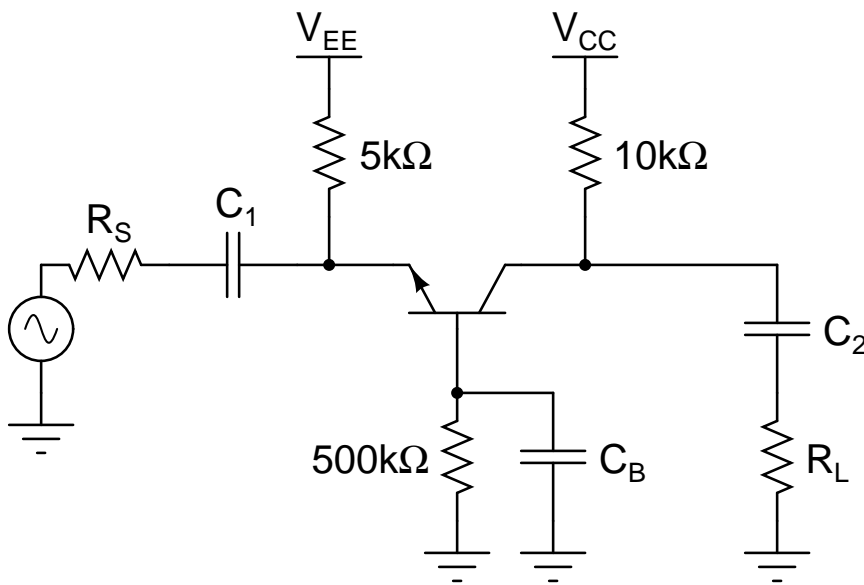 V_EE
V_CC
5kΩ
10kΩ
C_1
R_S
C_2
500kΩ
C_B
R_L